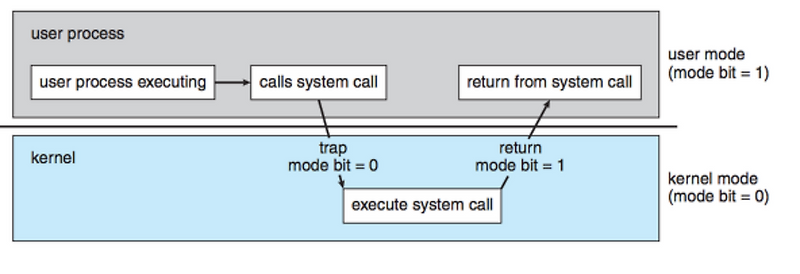 user process
user process executing
calls system call
return from system call
user mode
(mode bit = 1)
kernel
trap
mode bit = 0
return
mode bit = 1
execute system call
kernel mode
(mode bit = 0)